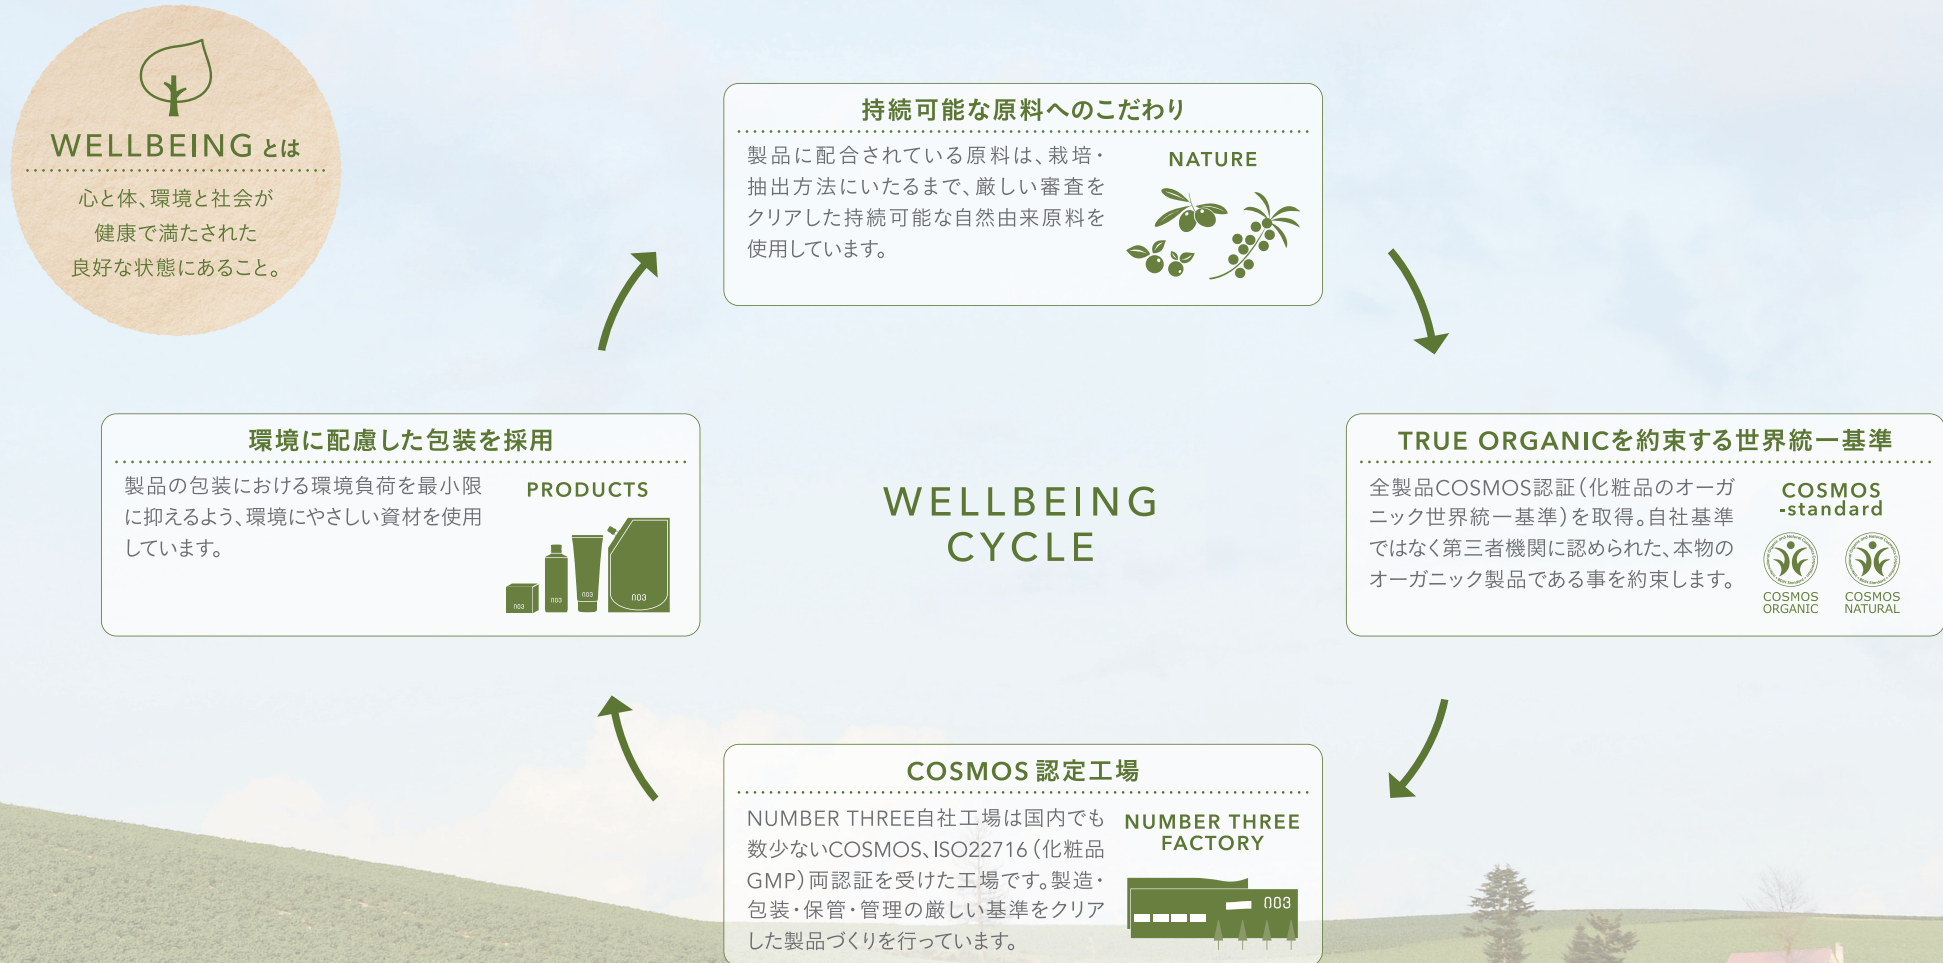 WELLBEING とは
心と体、環境と社会が
健康で満たされた
良好な状態にあること。
持続可能な原料へのこだわり
製品に配合されている原料は、栽培・
抽出方法にいたるまで、厳しい審査を
クリアした持続可能な自然由来原料を
使用しています。
NATURE
環境に配慮した包装を採用
製品の包装における環境負荷を最小限
に抑えるよう、環境にやさしい資材を使用
しています。
PRODUCTS
003
003
003
003
WELLBEING
CYCLE
TRUE ORGANICを約束する世界統一基準
全製品COSMOS認証（化粧品のオーガ
ニック世界統一基準）を取得。自社基準
ではなく第三者機関に認められた、本物の
オーガニック製品である事を約束します。
COSMOS
-standard
COSMOS
ORGANIC
COSMOS
NATURAL
COSMOS 認定工場
NUMBER THREE自社工場は国内でも
数少ないCOSMOS、ISO22716（化粧品
GMP）両認証を受けた工場です。製造・
包装・保管・管理の厳しい基準をクリア
した製品づくりを行っています。
NUMBER THREE
FACTORY
003